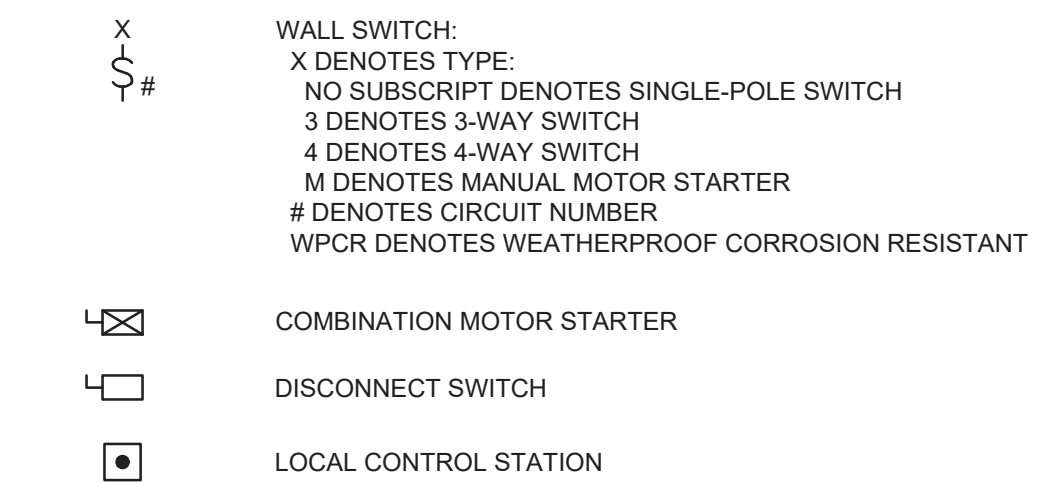 X
#
WALL SWITCH:
X DENOTES TYPE:
NO SUBSCRIPT DENOTES SINGLE-POLE SWITCH
3 DENOTES 3-WAY SWITCH
4 DENOTES 4-WAY SWITCH
M DENOTES MANUAL MOTOR STARTER
# DENOTES CIRCUIT NUMBER
WPCR DENOTES WEATHERPROOF CORROSION RESISTANT
COMBINATION MOTOR STARTER
DISCONNECT SWITCH
LOCAL CONTROL STATION